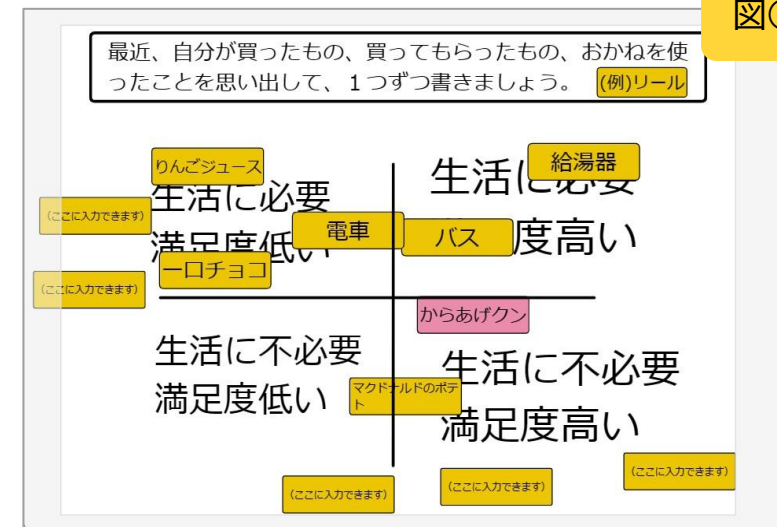 図
最近、自分が買ったもの、買ってもらったもの、おかねを使
ったことを思い出して、１つずつ書きましょう。
(例)リール
りんごジュース
生活に必要
満足度低い
(ここに入力できます)
電車
一口チョコ
(ここに入力できます)
給湯器
生活に必要
バス
度高い
生活に不必要
満足度低い
マクドナルドのポテ
ト
からあげクン
生活に不必要
満足度高い
(ここに入力できます)
(ここに入力できます)
(ここに入力できます)